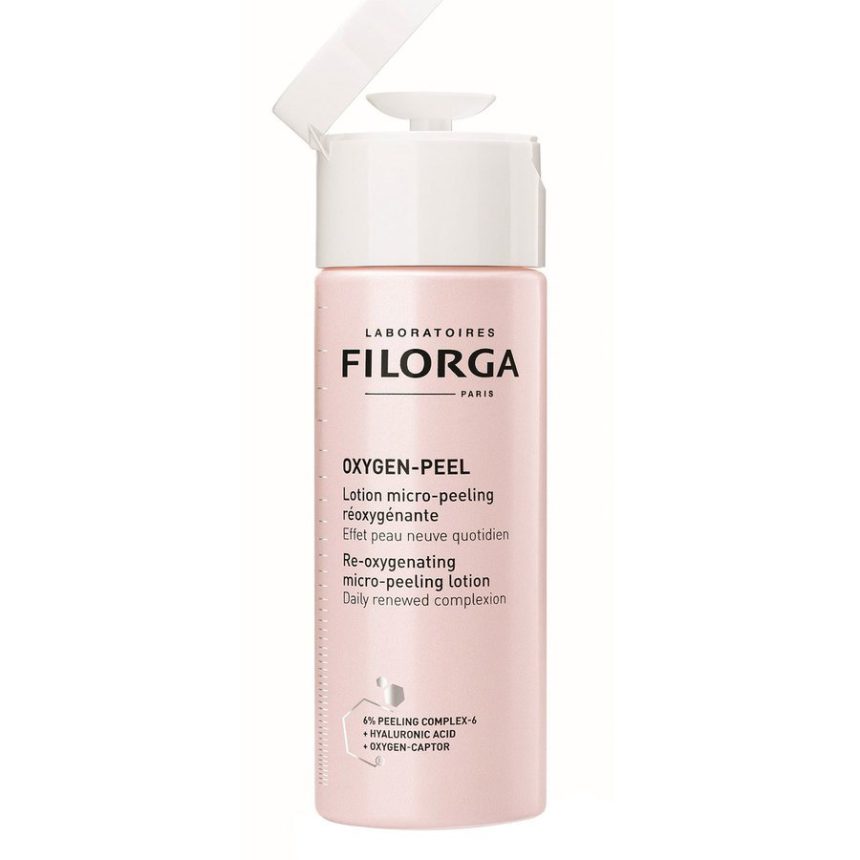 LABORATOIRES
FILORGA
PARIS
OXYGEN-PEEL
Lotion micro-peeling
réoxygénante
Effet peau neuve quotidien
Re-oxygenating
micro-peeling lotion
Daily renewed complexion
6% PEELING COMPLEX-6
+ HYALURONIC ACID
+ OXYGEN-CAPTOR